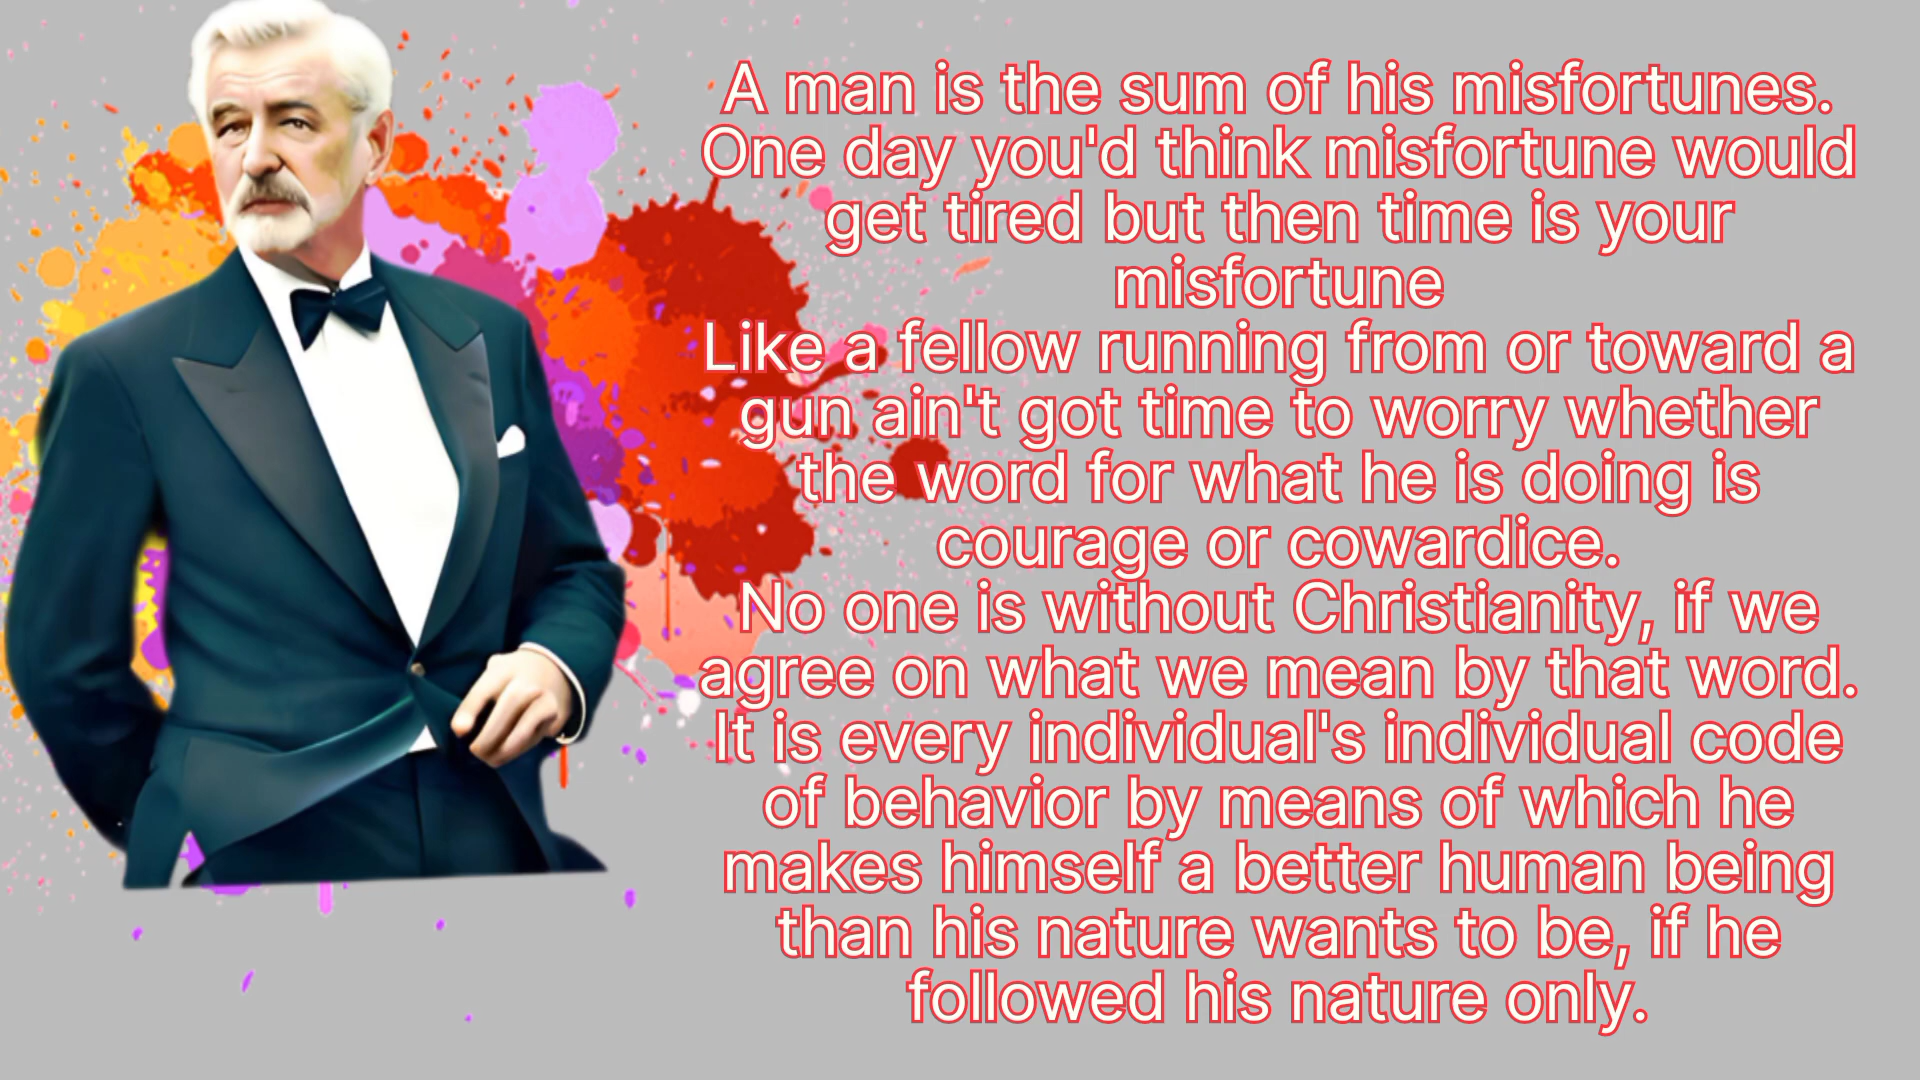 A man is the sum of his misfortunes.
One day you'd think misfortune would
get tired but then time is your
misfortune
Like a fellow running from or toward a
gun ain't got time to worry whether
the word for what he is doing is
courage or cowardice.
No one is without Christianity, if we
agree on what we mean by that word.
It is every individual's individual code
of behavior by means of which he
makes himself a better human being
than his nature wants to be, if he
followed his nature only.